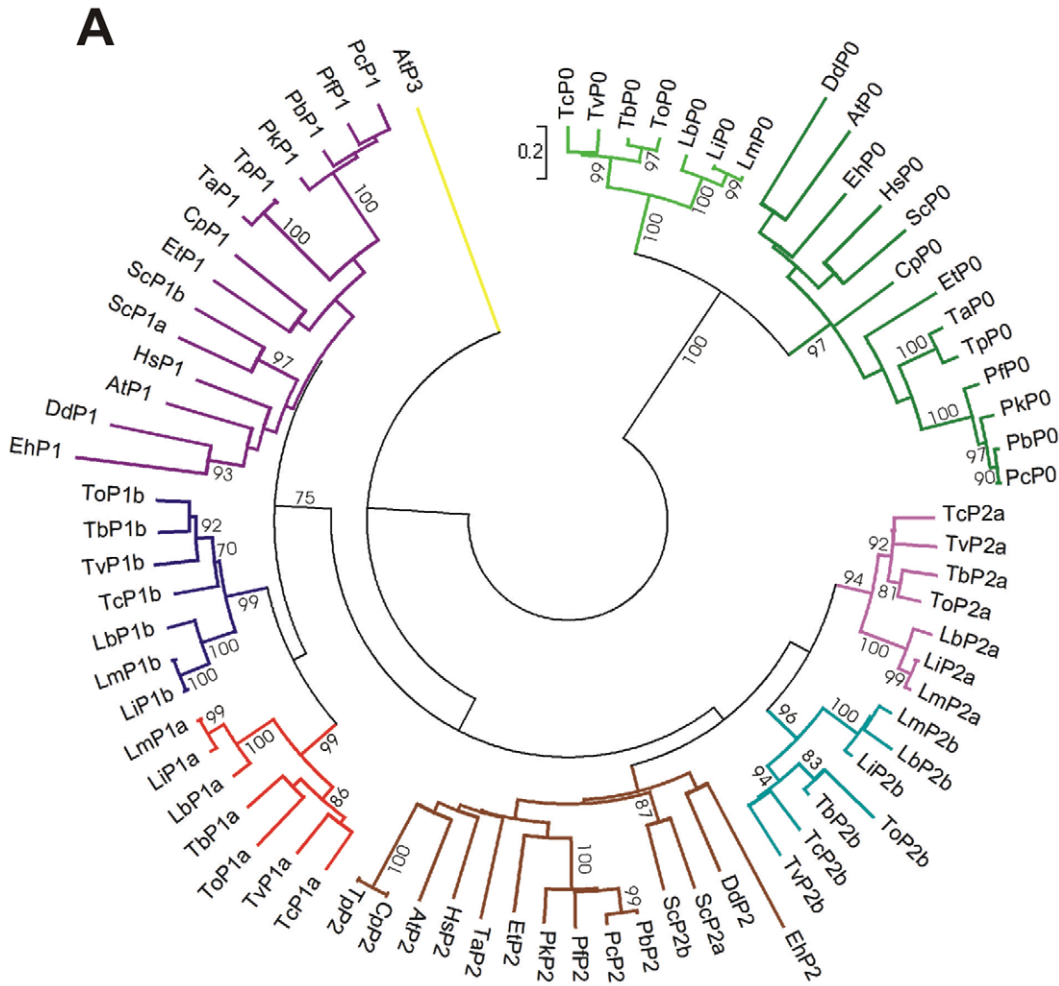 A
PcP1
AtP3
PfP1
PbP1
PkP1
TpP1
TaP1
CpP1
EtP1
ScP1b
ScP1a
HsP1
AtP1
DdP1
EhP1
100
100
97
93
0.2
TcP0
TvP0
TbP0
ToP0
LbP0
LiP0
LmP0
99
97
100
99
100
DdP0
AtP0
EhP0
HsP0
ScP0
CpP0
EtP0
TaP0
TpP0
PfP0
PkP0
PbP0
PcP0
100
97
100
100
97
90
75
ToP1b
TbP1b
TvP1b
TcP1b
LbP1b
LmP1b
LiP1b
92
70
99
100
100
LmP1a
LiP1a
LbP1a
TbP1a
ToP1a
TvP1a
TcP1a
99
100
99
86
TcP2a
TvP2a
TbP2a
ToP2a
LbP2a
LiP2a
LmP2a
92
94
81
100
99
LmP2b
LbP2b
LiP2b
ToP2b
TbP2b
TcP2b
TvP2b
96
100
83
94
TpP2
CpP2
AtP2
HsP2
TaP2
EtP2
PkP2
PfP2
PcP2
PbP2
ScP2b
ScP2a
DdP2
EhP2
100
100
99
87